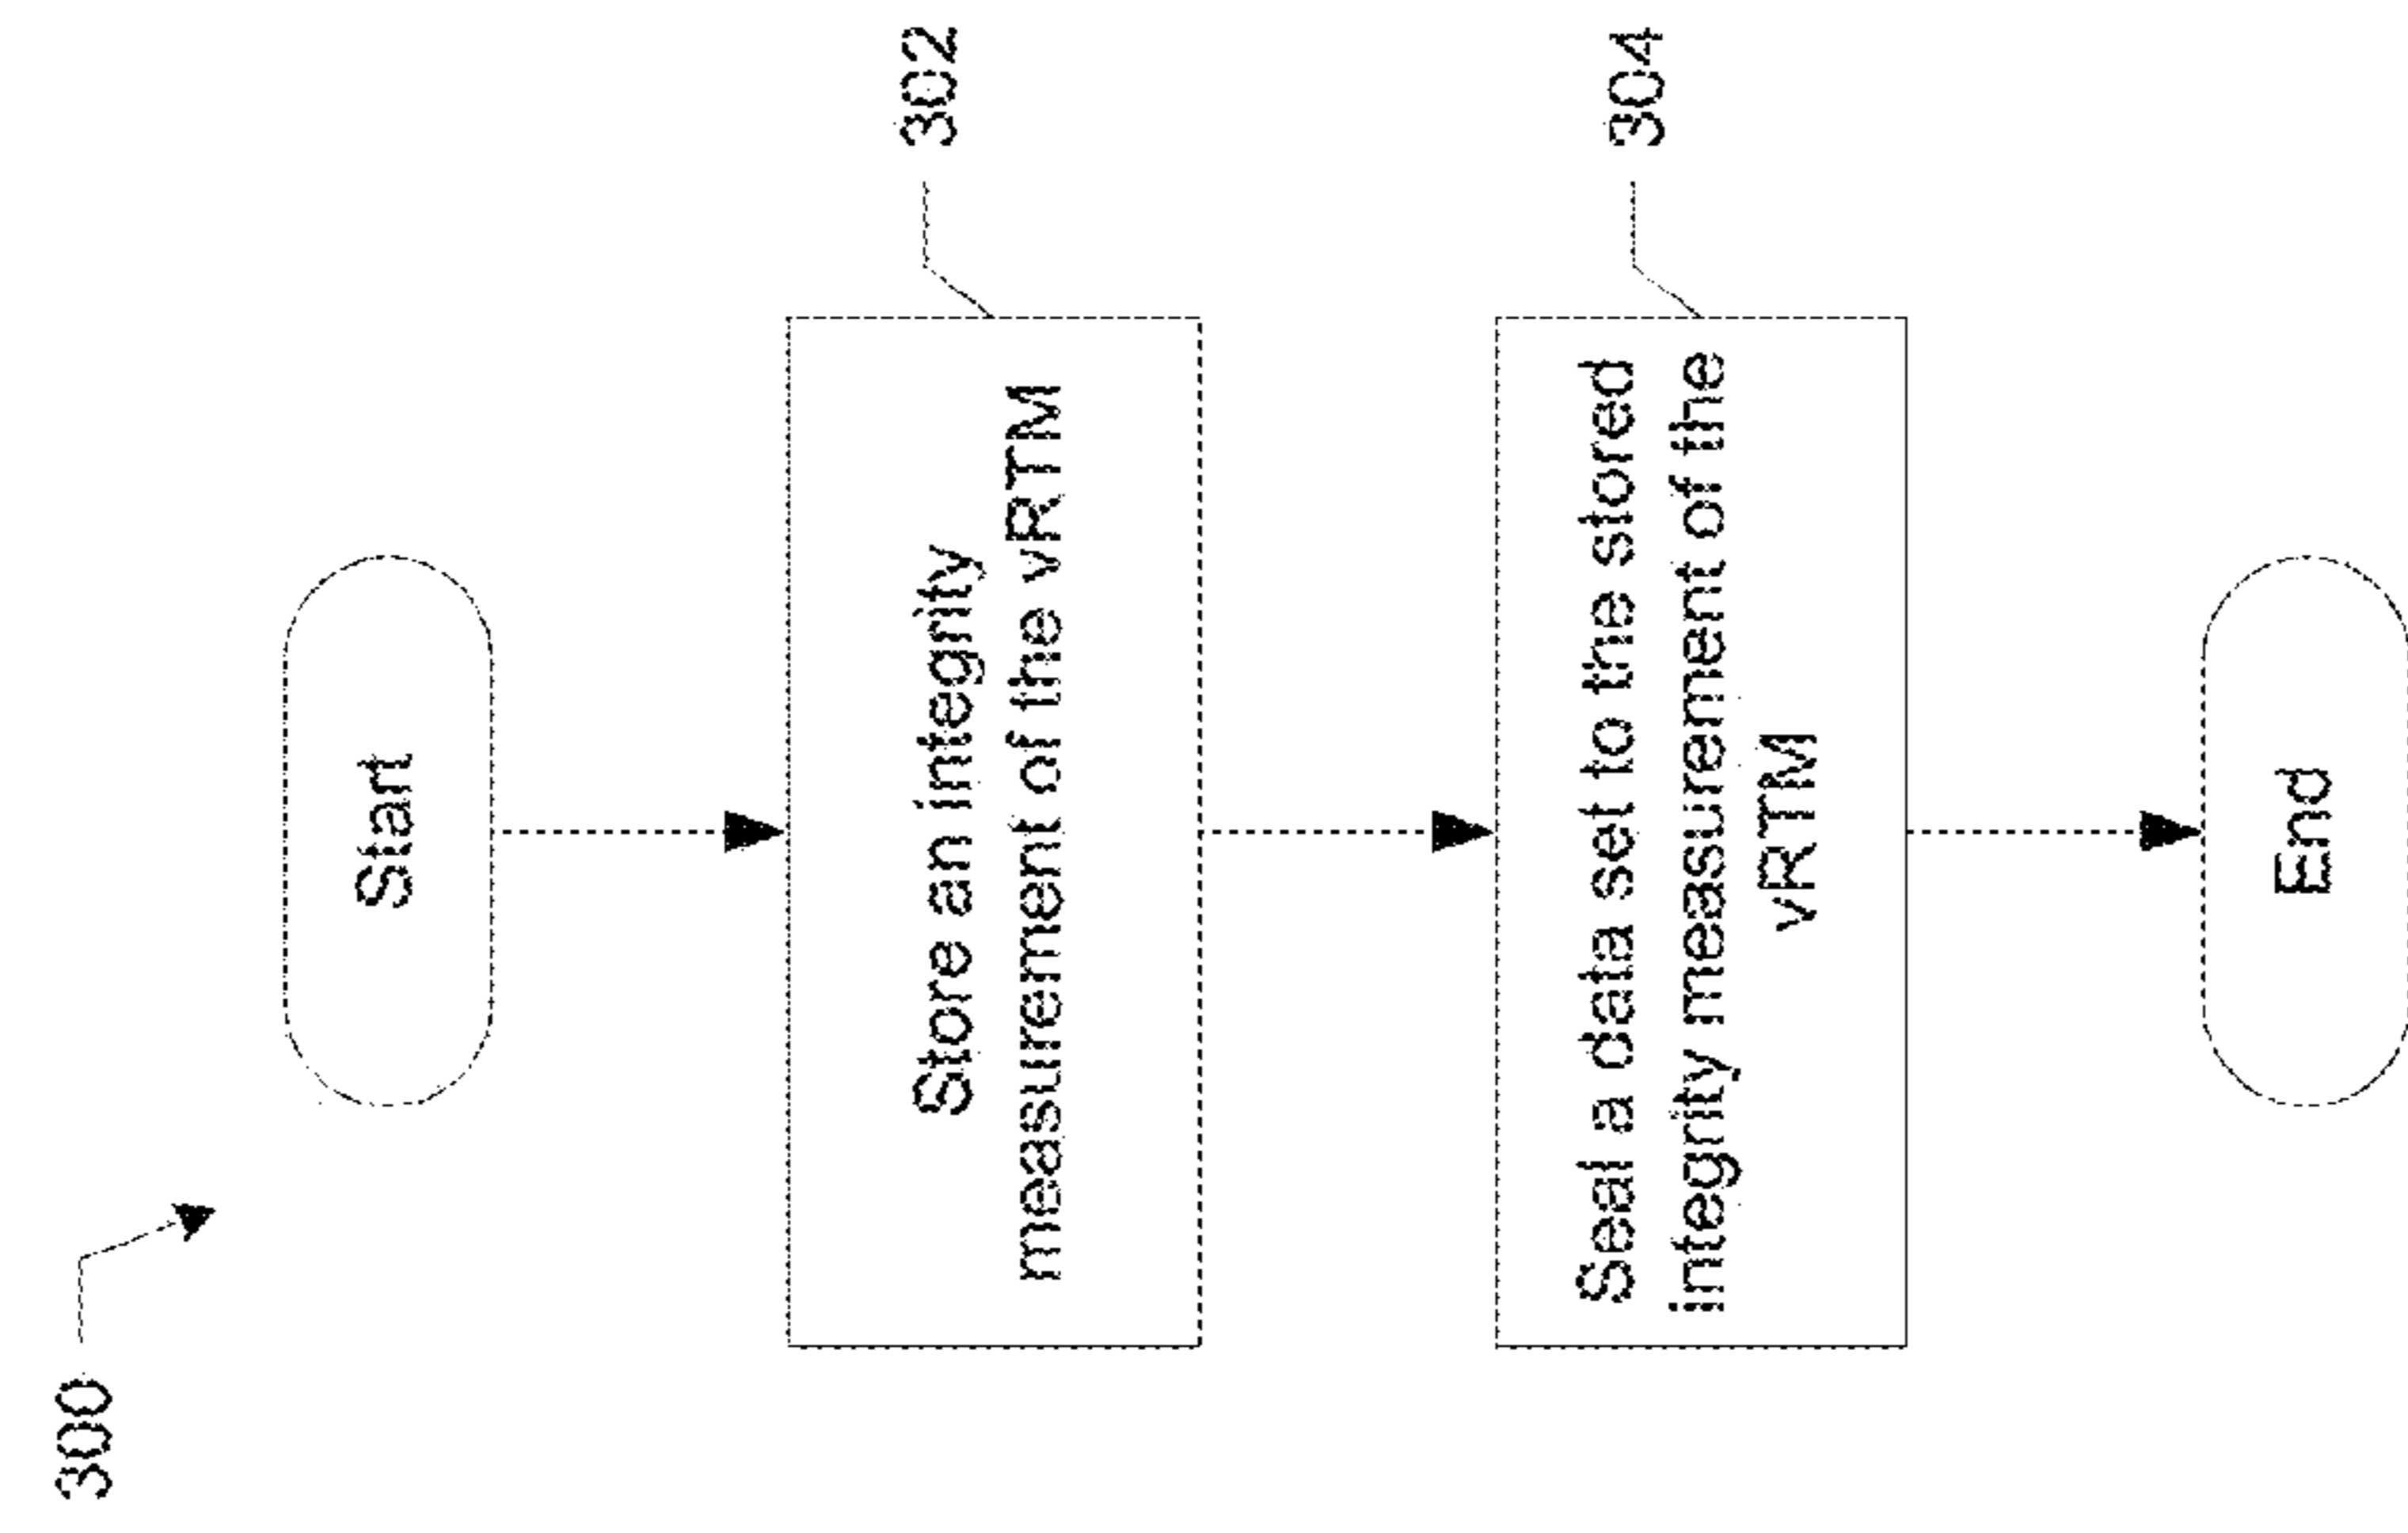 300
Start
Store an integrity
measurement of the vRTM
302
Seal a data set to the stored
integrity measurement of the
vRTM
304
End